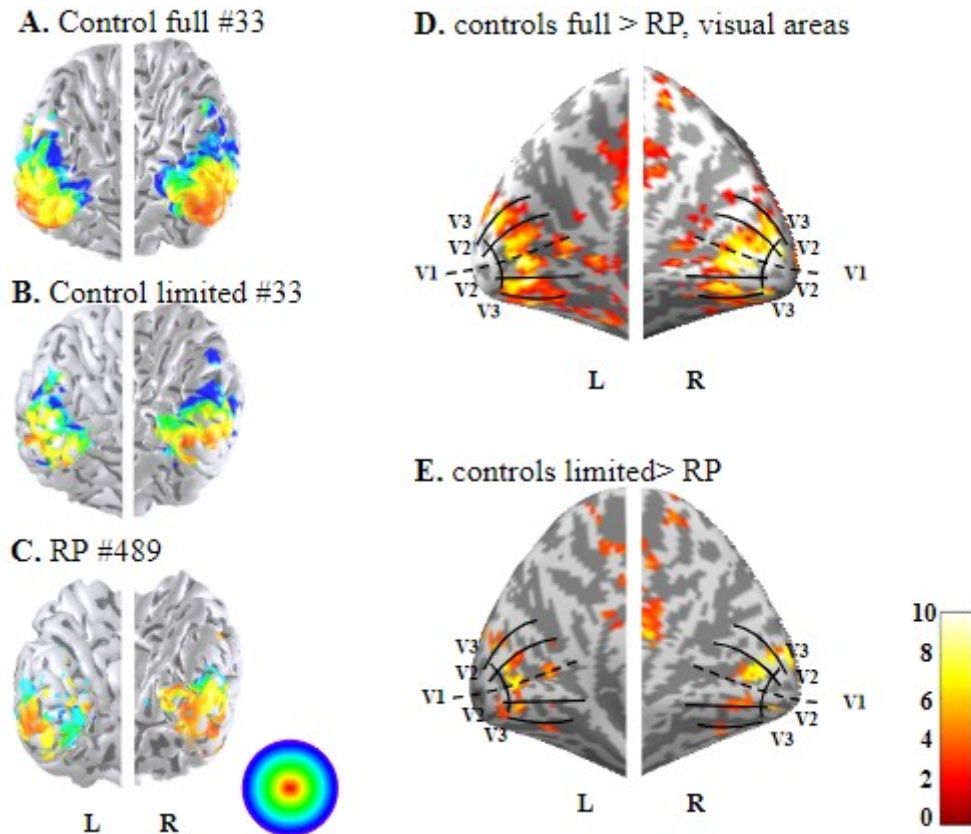 A. Control full #33
B. Control limited #33
C. RP #489
L R
D. controls full > RP, visual areas
V3 V3
V2 V2
V1 V1
V2 V2
V3 V3
L R
E. controls limited> RP
V3 V3
V2 V2
V1 V1
V2 V2
V3 V3
L R
10
8
6
4
2
0